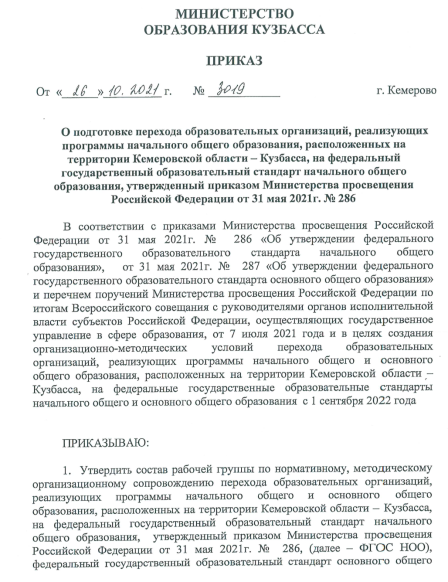 МИНИСТЕРСТВО
ОБРАЗОВАНИЯ КУЗБАССА
ПРИКАЗ
От « 26 » 10. 2021 г. № 3019 г. Кемерово
О подготовке перехода образовательных организаций, реализующих
программы начального общего образования, расположенных на
территории Кемеровской области – Кузбасса, на федеральный
государственный образовательный стандарт начального общего
образования, утвержденный приказом Министерства просвещения
Российской Федерации от 31 мая 2021г. № 286
В соответствии с приказами Министерства просвещения Российской
Федерации от 31 мая 2021г. № 286 «Об утверждении федерального
государственного образовательного стандарта начального общего
образования», от 31 мая 2021г. № 287 «Об утверждении федерального
государственного образовательного стандарта основного общего образования»
и перечнем поручений Министерства просвещения Российской Федерации по
итогам Всероссийского совещания с руководителями органов исполнительной
власти субъектов Российской Федерации, осуществляющих государственное
управление в сфере образования, от 7 июля 2021 года и в целях создания
организационно-методических условий перехода образовательных
организаций, реализующих программы начального общего и основного
общего образования, расположенных на территории Кемеровской области –
Кузбасса, на федеральные государственные образовательные стандарты
начального общего и основного общего образования с 1 сентября 2022 года
ПРИКАЗЫВАЮ:
1. Утвердить состав рабочей группы по нормативному, методическому
организационному сопровождению перехода образовательных организаций,
реализующих программы начального общего и основного общего
образования, расположенных на территории Кемеровской области – Кузбасса,
на федеральный государственный образовательный стандарт начального
общего образования, утвержденный приказом Министерства просвещения
Российской Федерации от 31 мая 2021г. № 286, (далее – ФГОС НОО),
федеральный государственный образовательный стандарт основного общего